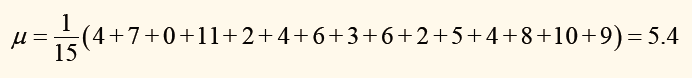 μ = 1/15 (4+7+0+11+2+4+6+3+6+2+5+4+8+10+9) = 5.4